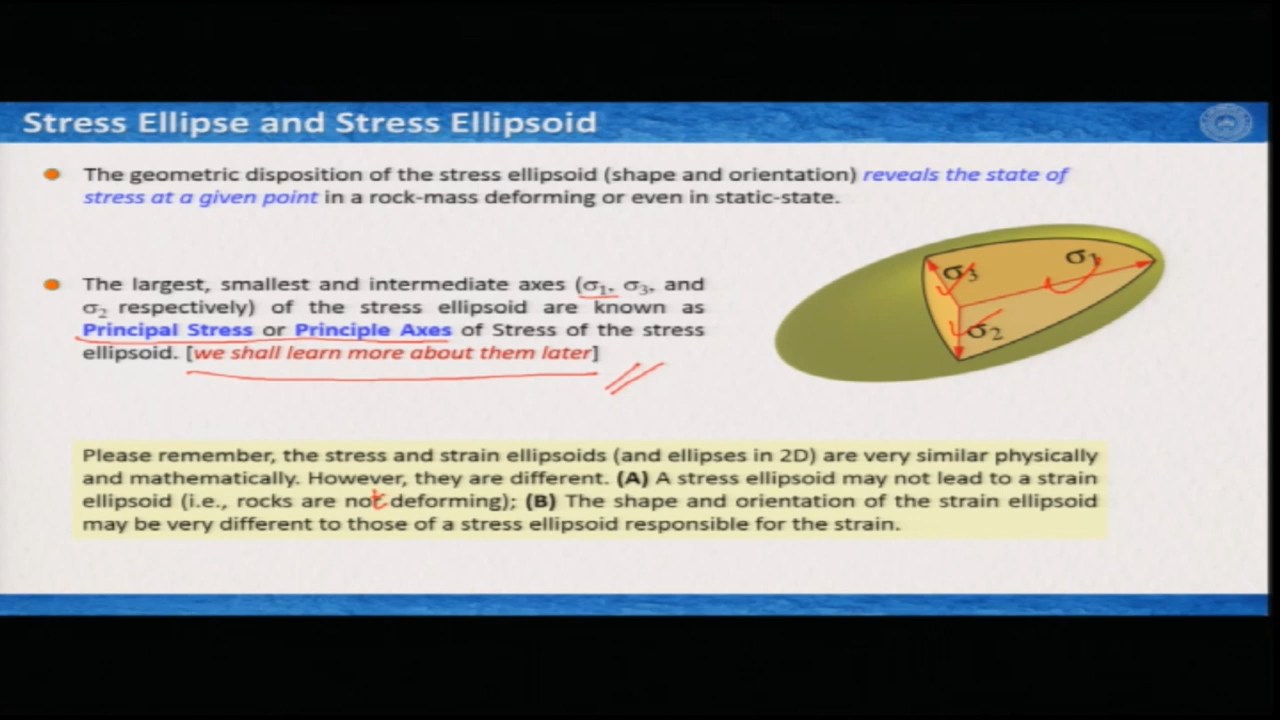 Stress Ellipse and Stress Ellipsoid
The geometric disposition of the stress ellipsoid (shape and orientation) reveals the state of
stress at a given point in a rock-mass deforming or even in static-state.
The largest, smallest and intermediate axes (σ₁, σ₃, and
σ₂ respectively) of the stress ellipsoid are known as
Principal Stress or Principle Axes of Stress of the stress
ellipsoid. [we shall learn more about them later]
σ₃
σ₁
σ₂
Please remember, the stress and strain ellipsoids (and ellipses in 2D) are very similar physically
and mathematically. However, they are different. (A) A stress ellipsoid may not lead to a strain
ellipsoid (i.e., rocks are not deforming); (B) The shape and orientation of the strain ellipsoid
may be very different to those of a stress ellipsoid responsible for the strain.